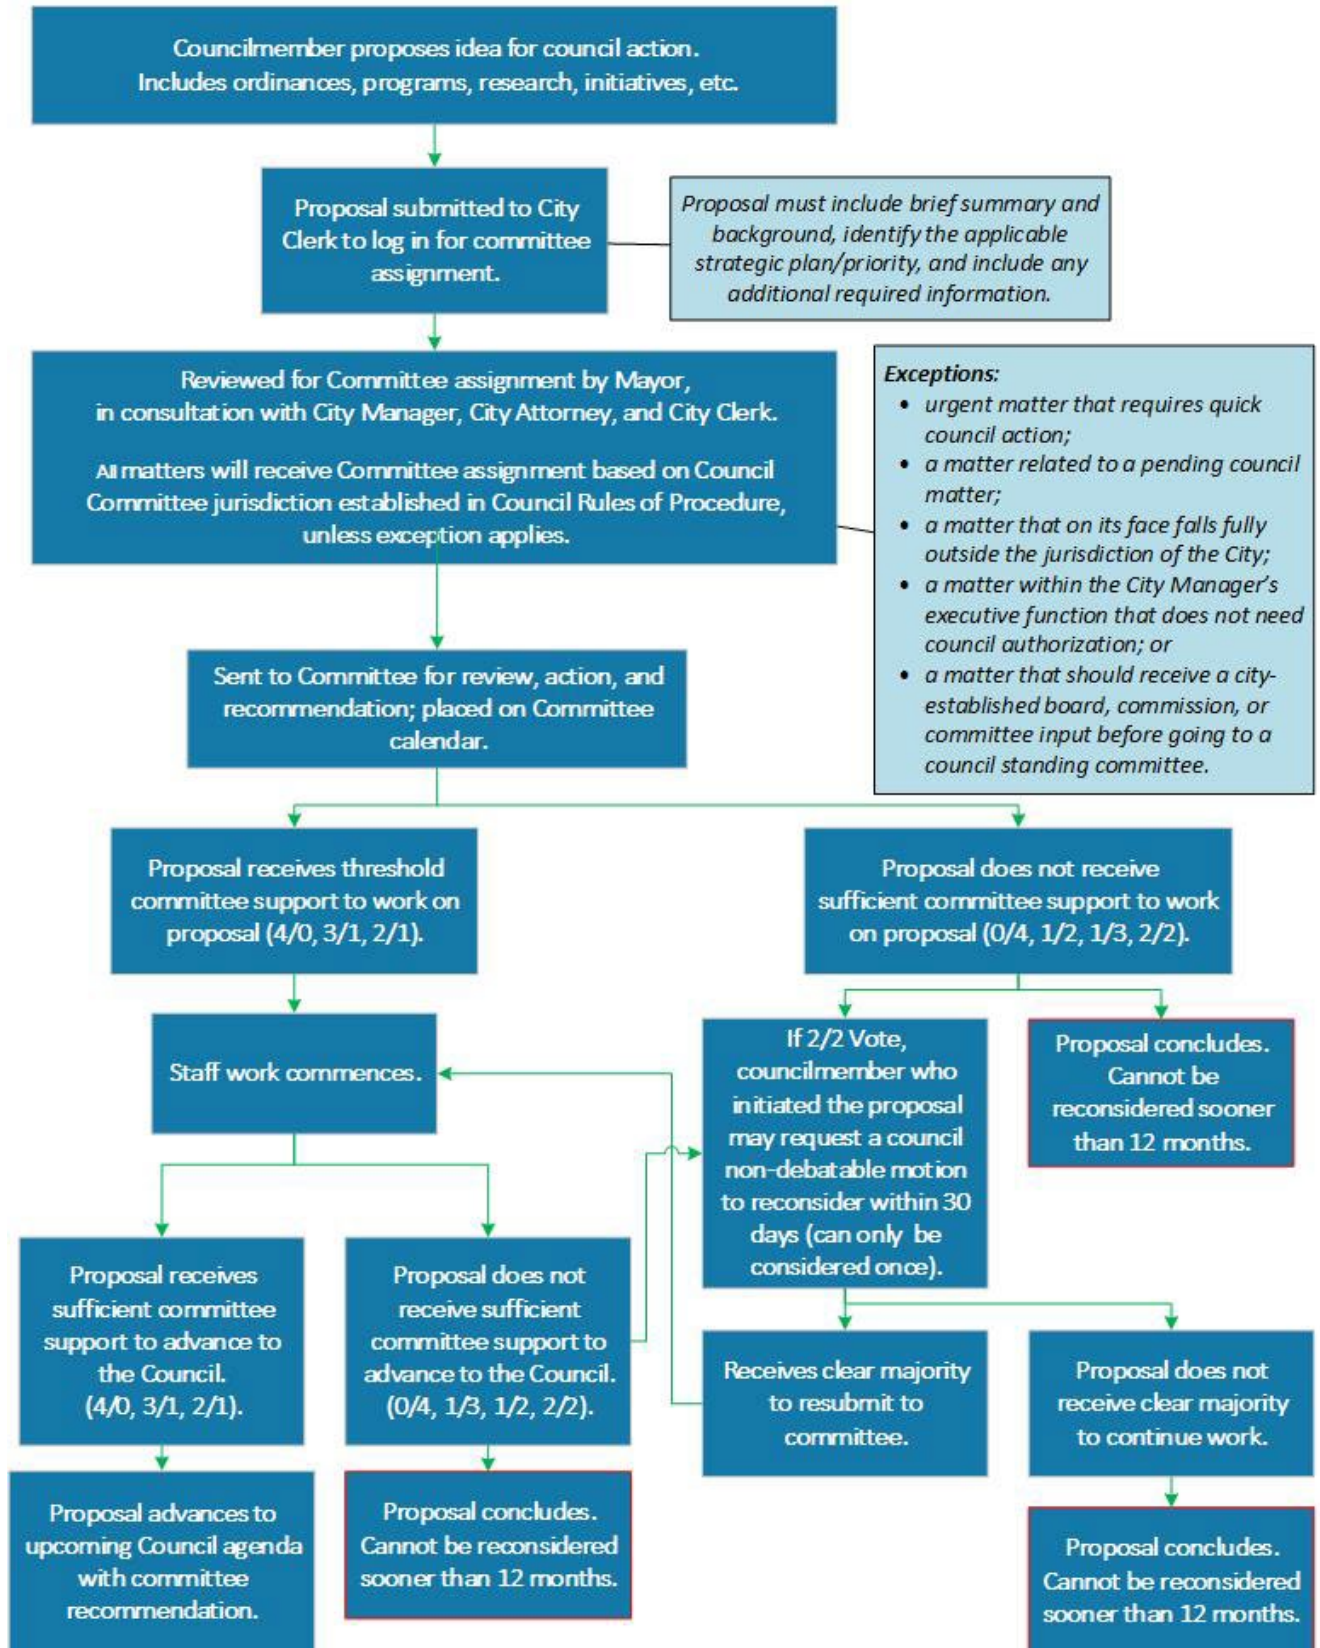 Councilmember proposes idea for council action.
Includes ordinances, programs, research, initiatives, etc.
Proposal submitted to City
Clerk to log in for committee
assignment.
Proposal must include brief summary and
background, identify the applicable
strategic plan/priority, and include any
additional required information.
Reviewed for Committee assignment by Mayor,
in consultation with City Manager, City Attorney, and City Clerk.
All matters will receive Committee assignment based on Council
Committee jurisdiction established in Council Rules of Procedure,
unless exception applies.
Exceptions:
• urgent matter that requires quick
council action;
• a matter related to a pending council
matter;
• a matter that on its face falls fully
outside the jurisdiction of the City;
• a matter within the City Manager's
executive function that does not need
council authorization; or
• a matter that should receive a city-
established board, commission, or
committee input before going to a
council standing committee.
Sent to Committee for review, action, and
recommendation; placed on Committee
calendar.
Proposal receives threshold
committee support to work on
proposal (4/0, 3/1, 2/1).
Proposal does not receive
sufficient committee support to work
on proposal (0/4, 1/2, 1/3, 2/2).
Staff work commences.
If 2/2 Vote,
councilmember who
initiated the proposal
may request a council
non-debatable motion
to reconsider within 30
days (can only be
considered once).
Proposal concludes.
Cannot be
reconsidered sooner
than 12 months.
Proposal receives
sufficient committee
support to advance to
the Council.
(4/0, 3/1, 2/1).
Proposal does not
receive sufficient
committee support to
advance to the Council.
(0/4, 1/3, 1/2, 2/2).
Receives clear majority
to resubmit to
committee.
Proposal does not
receive clear majority
to continue work.
Proposal advances to
upcoming Council agenda
with committee
recommendation.
Proposal concludes.
Cannot be reconsidered
sooner than 12 months.
Proposal concludes.
Cannot be reconsidered
sooner than 12 months.